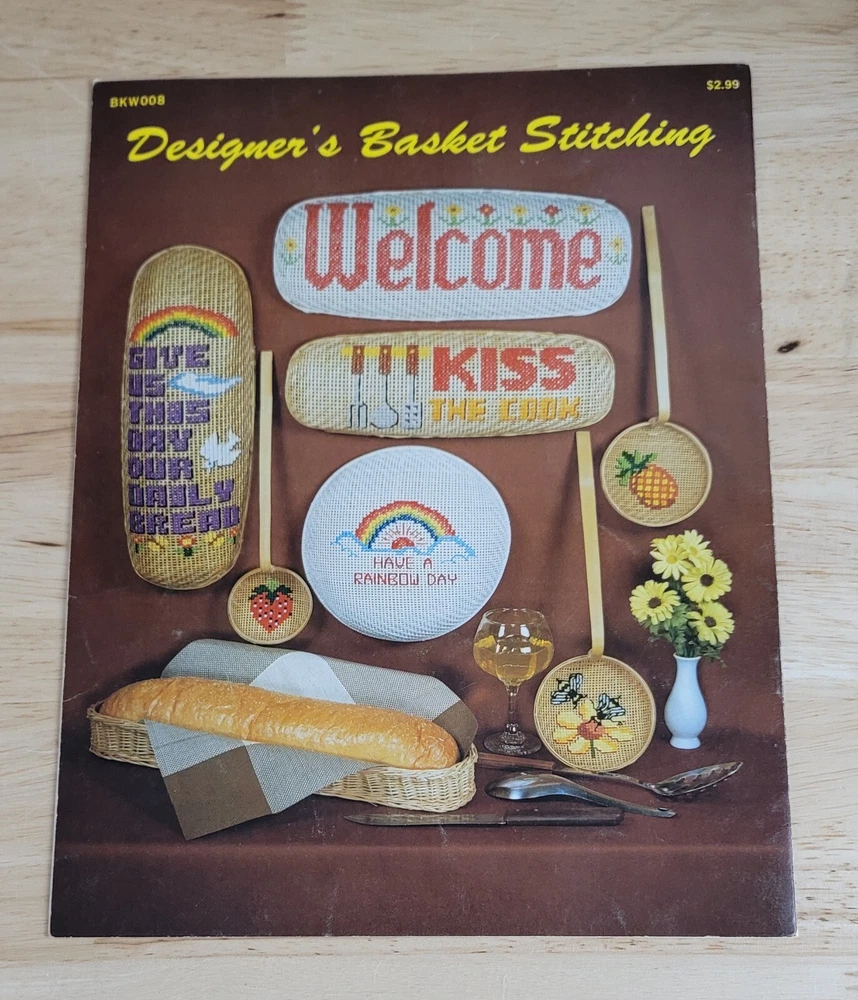 BKW008
$2.99
Designer's Basket Stitching
Welcome
GIVE
US
THIS
DAY
OUR
DAILY
BREAD
KISS
THE COOK
HAVE A
RAINBOW DAY